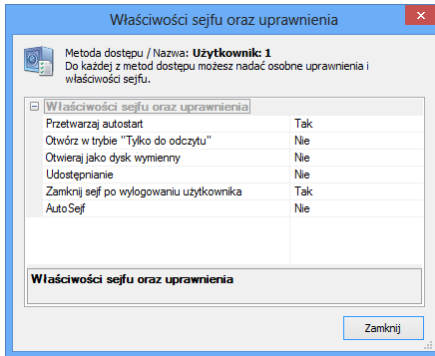 Właściwości sejfu oraz uprawnienia
Metoda dostępu / Nazwa: Użytkownik: 1
Do każdej z metod dostępu możesz nadać osobne uprawnienia i
właściwości sejfu.
Właściwości sejfu oraz uprawnienia
Przetwarzaj autostart Tak
Otwórz w trybie "Tylko do odczytu" Nie
Otwieraj jako dysk wymienny Nie
Udostępnianie Nie
Zamknij sejf po wylogowaniu użytkownika Tak
AutoSejf Nie
Właściwości sejfu oraz uprawnienia
Zamknij